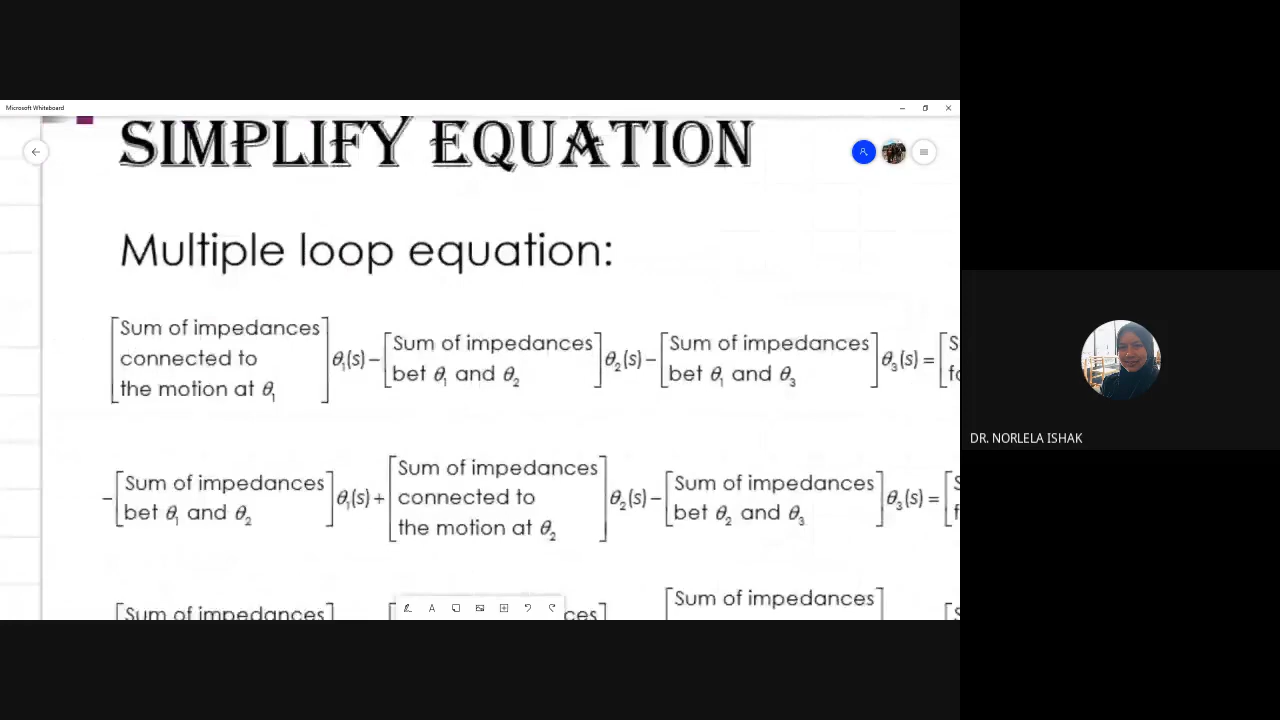 Microsoft Whiteboard
SIMPLIFY EQUATION
Multiple loop equation:
[Sum of impedances connected to the motion at θ₁] θ₁(s) − [Sum of impedances bet θ₁ and θ₂] θ₂(s) − [Sum of impedances bet θ₁ and θ₃] θ₃(s) = [
− [Sum of impedances bet θ₁ and θ₂] θ₁(s) + [Sum of impedances connected to the motion at θ₂] θ₂(s) − [Sum of impedances bet θ₂ and θ₃] θ₃(s) = [
[Sum of impedances] [ ] [Sum of impedances] [
DR. NORLELA ISHAK